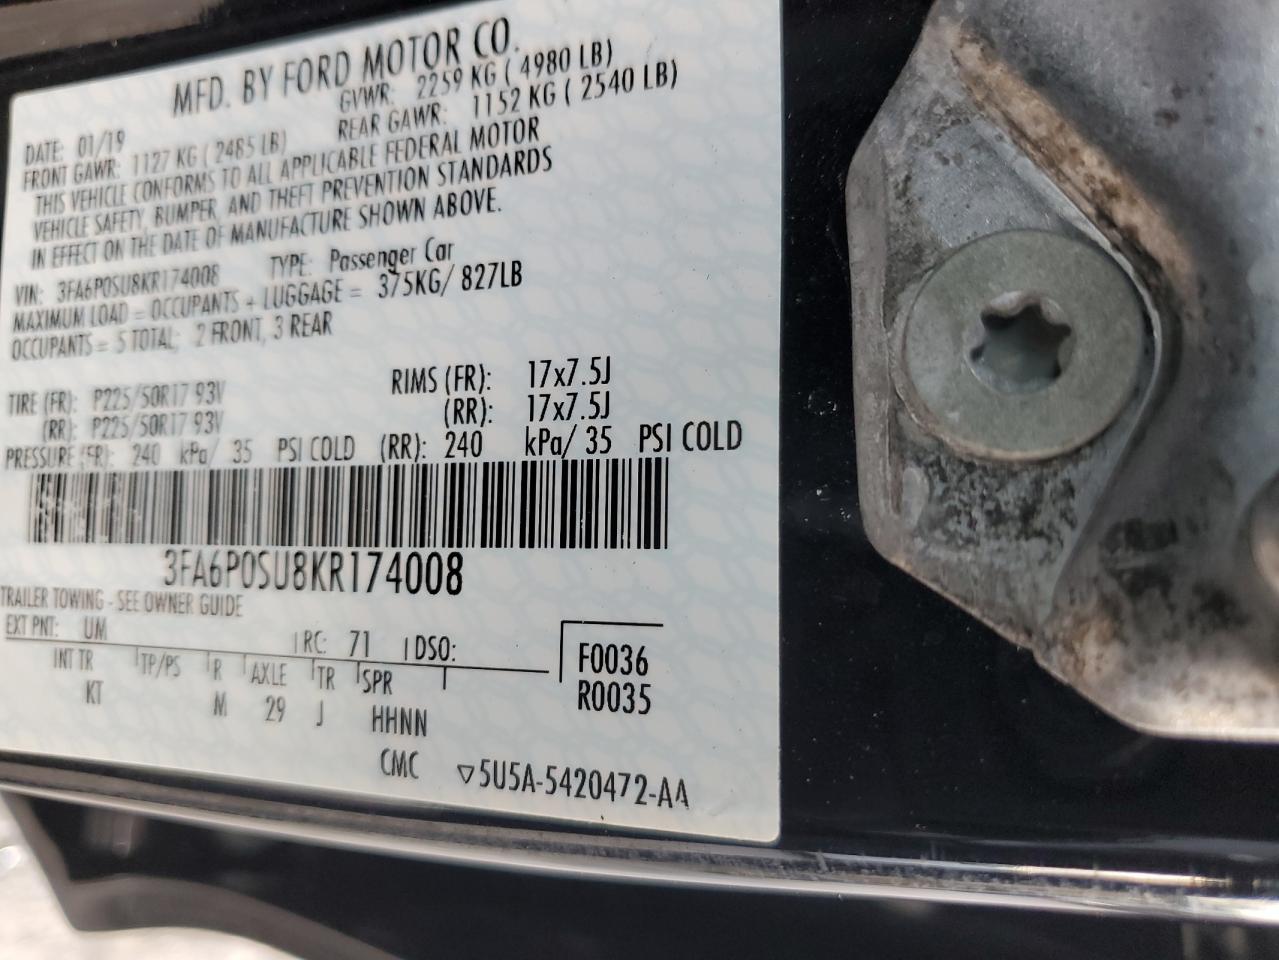 MFD. BY FORD MOTOR CO.
DATE: 01/19 GVWR: 2259 KG ( 4980 LB)
FRONT GAWR: 1127 KG ( 2485 LB) REAR GAWR: 1152 KG ( 2540 LB)
THIS VEHICLE CONFORMS TO ALL APPLICABLE FEDERAL MOTOR
VEHICLE SAFETY, BUMPER, AND THEFT PREVENTION STANDARDS
IN EFFECT ON THE DATE OF MANUFACTURE SHOWN ABOVE.
VIN: 3FA6P0SU8KR174008 TYPE: Passenger Car
MAXIMUM LOAD = OCCUPANTS + LUGGAGE = 375KG/ 827LB
OCCUPANTS = 5 TOTAL; 2 FRONT, 3 REAR
TIRE (FR): P225/50R17 93V RIMS (FR): 17x7.5J
(RR): P225/50R17 93V (RR): 17x7.5J
PRESSURE (FR): 240 kPa/ 35 PSI COLD (RR): 240 kPa/ 35 PSI COLD
3FA6P0SU8KR174008
TRAILER TOWING - SEE OWNER GUIDE
EXT PNT: UM RC: 71 DSO:
INT TR TP/PS R AXLE TR SPR
KT M 29 J HHNN
F0036
R0035
CMC ▽5U5A-5420472-AA